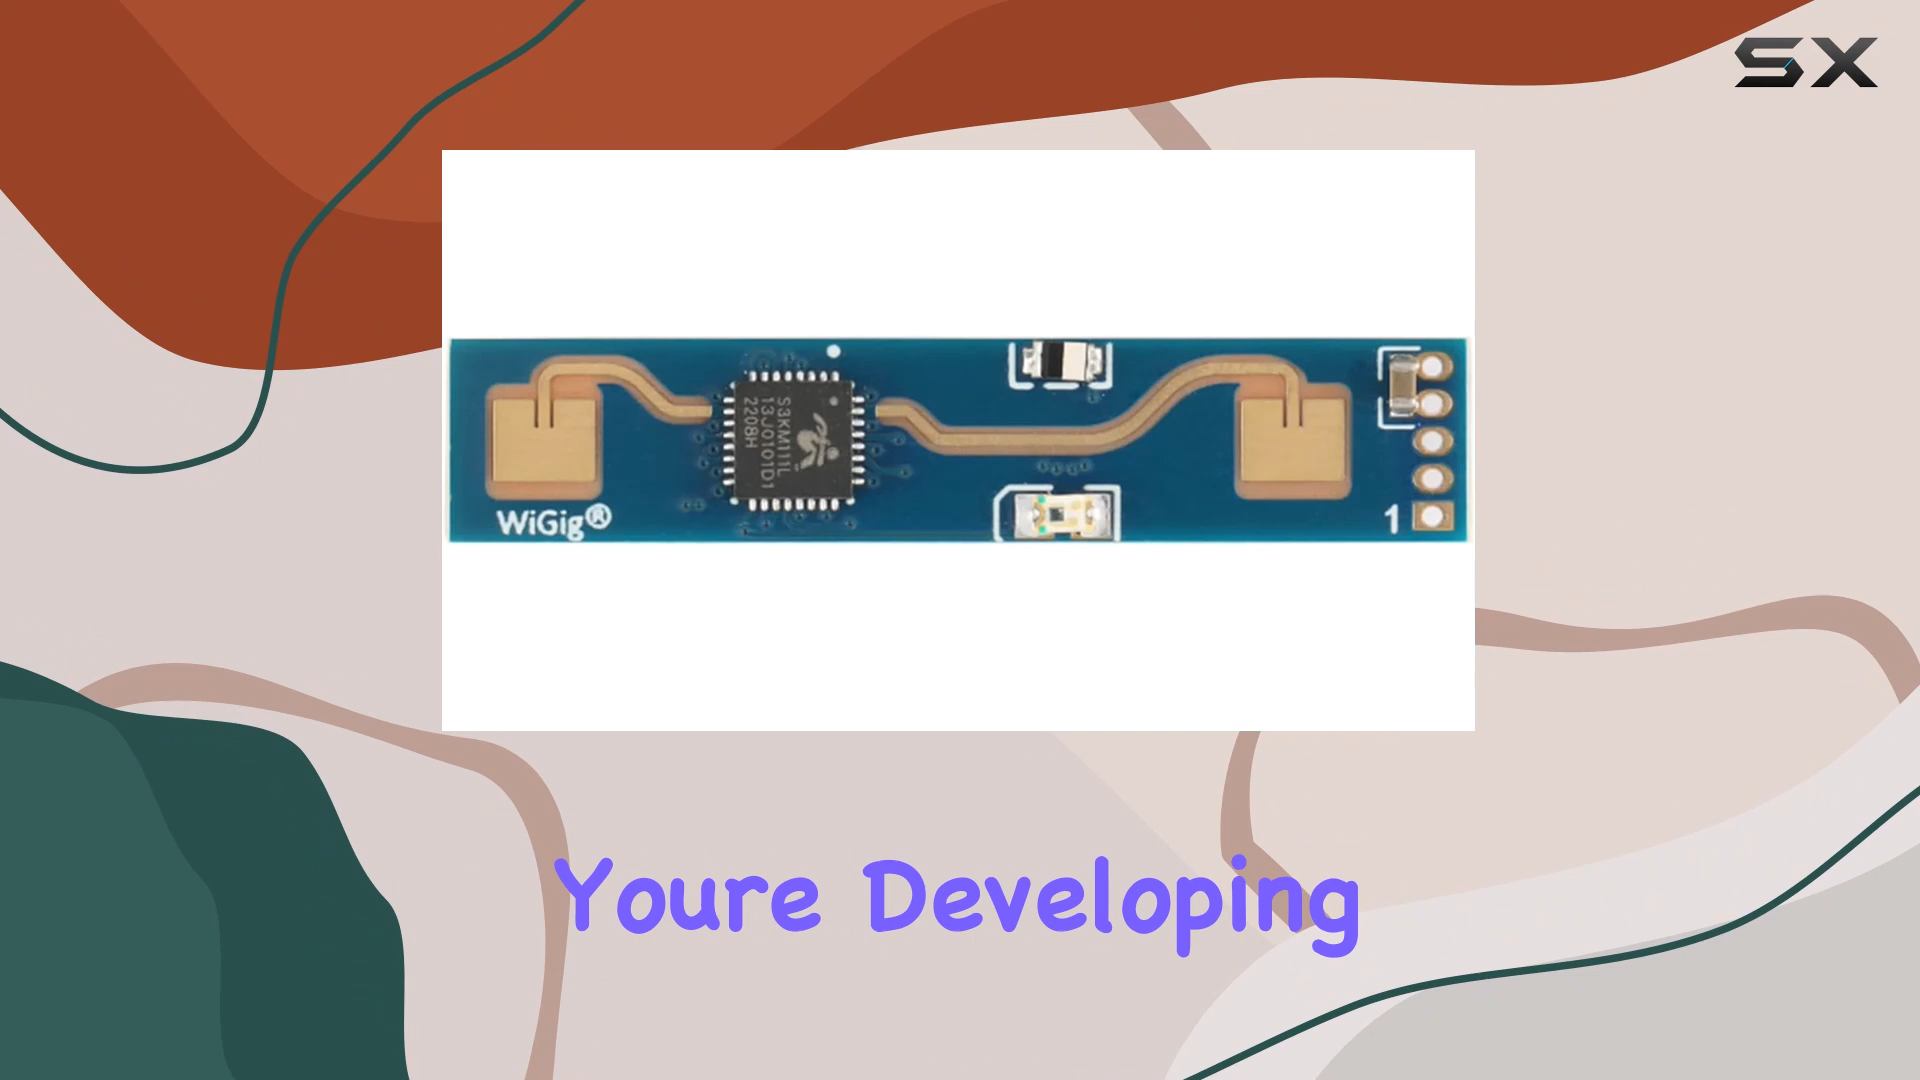 SX
S3KM111L
13J0101D1
2208H
WiGig®
1
Youre Developing